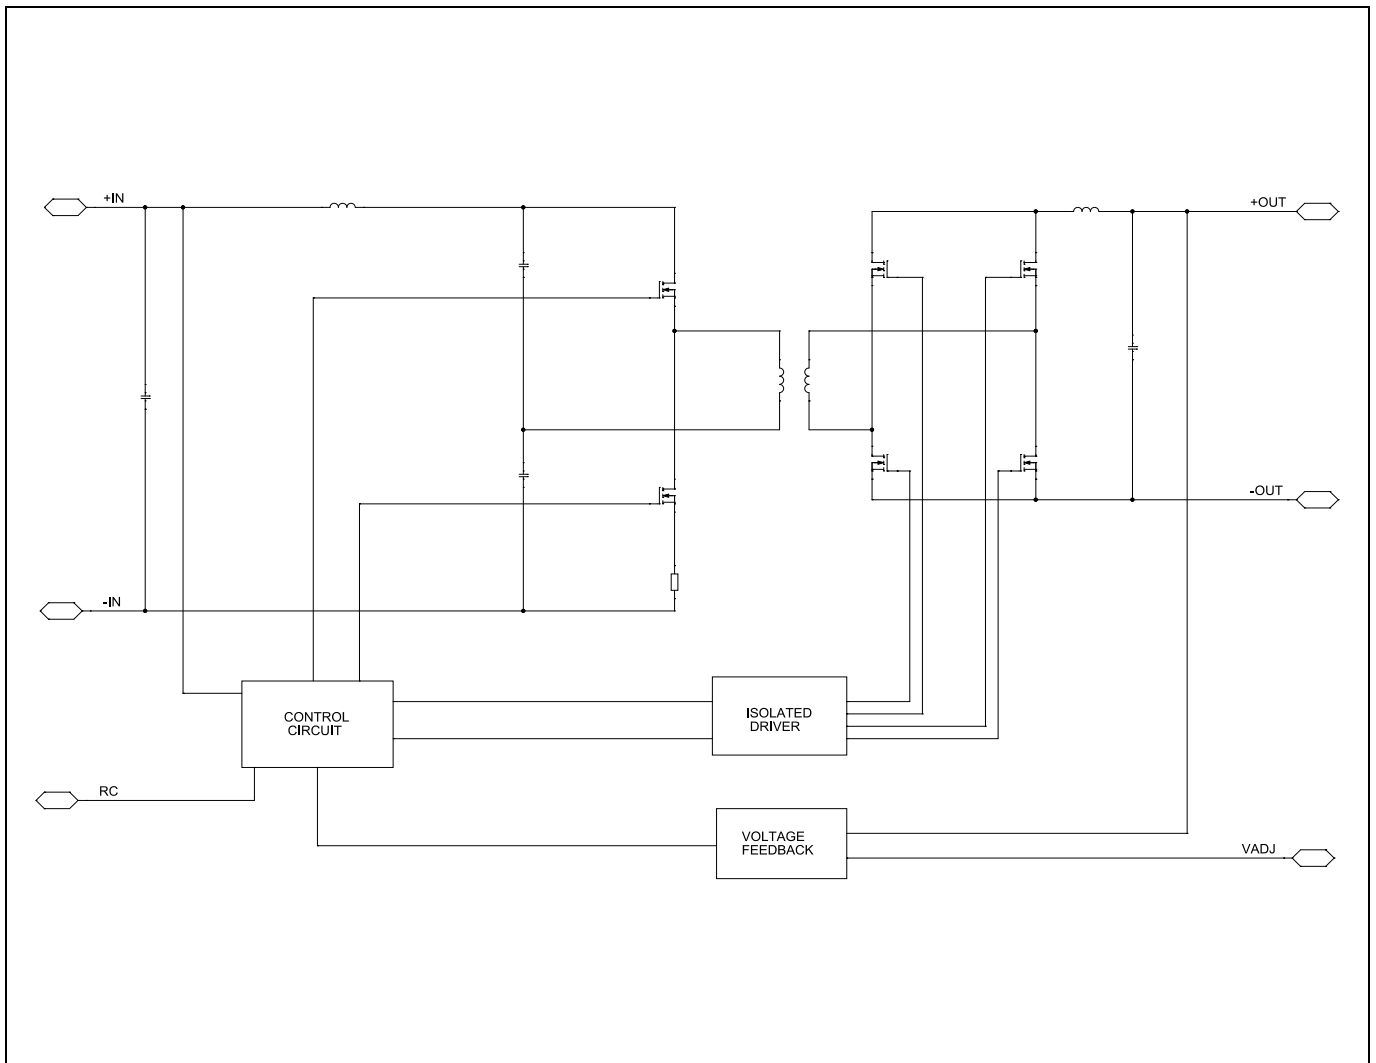 +IN
+OUT
-OUT
-IN
CONTROL
CIRCUIT
ISOLATED
DRIVER
RC
VOLTAGE
FEEDBACK
VADJ